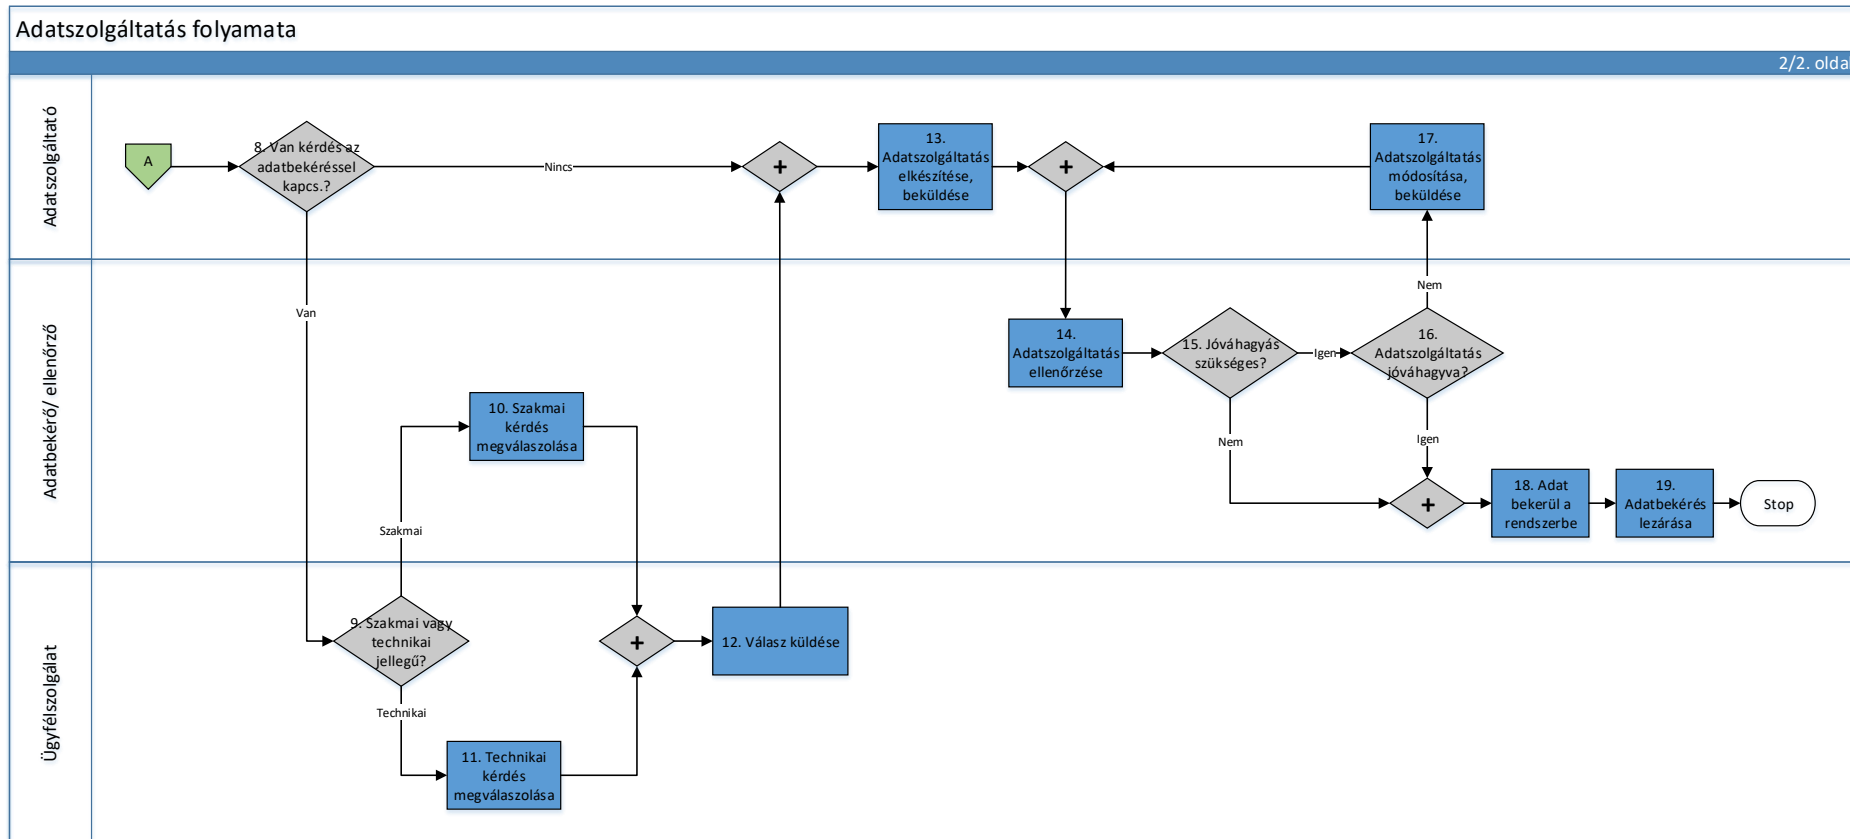 Adatszolgáltatás folyamata
2/2. oldal
Adatszolgáltató
A
8. Van kérdés az
adatbekéréssel
kapcs.?
Nincs
+
13.
Adatszolgáltatás
elkészítése,
beküldése
+
17.
Adatszolgáltatás
módosítása,
beküldése
Van
Nem
Adatbekérő/ ellenőrző
14.
Adatszolgáltatás
ellenőrzése
15. Jóváhagyás
szükséges?
Igen
16.
Adatszolgáltatás
jóváhagyva?
Nem
Igen
10. Szakmai
kérdés
megválaszolása
+
18. Adat
bekerül a
rendszerbe
19.
Adatbekérés
lezárása
Stop
Szakmai
Ügyfélszolgálat
9. Szakmai vagy
technikai
jellegű?
+
12. Válasz küldése
Technikai
11. Technikai
kérdés
megválaszolása